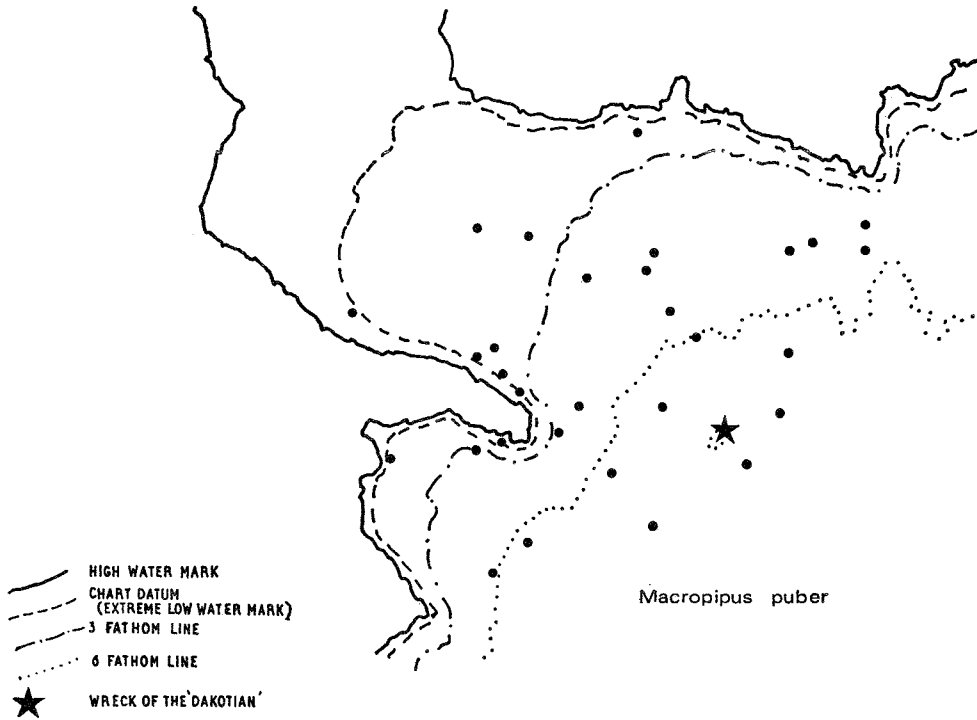 Macropipus puber
HIGH WATER MARK
CHART DATUM
(EXTREME LOW WATER MARK)
3 FATHOM LINE
6 FATHOM LINE
WRECK OF THE 'DAKOTIAN'